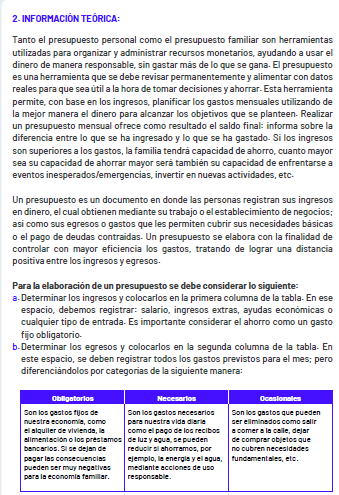 2. INFORMACIÓN TEÓRICA:
Tanto el presupuesto personal como el presupuesto familiar son herramientas
utilizadas para organizar y administrar recursos monetarios, ayudando a usar el
dinero de manera responsable, sin gastar más de lo que se gana. El presupuesto
es una herramienta que se debe revisar permanentemente y alimentar con datos
reales para que sea útil a la hora de tomar decisiones y ahorrar. Esta herramienta
permite, con base en los ingresos, planificar los gastos mensuales utilizando de
la mejor manera el dinero para alcanzar los objetivos que se planteen. Realizar
un presupuesto mensual ofrece como resultado el saldo final: informa sobre la
diferencia entre lo que se ha ingresado y lo que se ha gastado. Si los ingresos
son superiores a los gastos, la familia tendrá capacidad de ahorro, cuanto mayor
sea su capacidad de ahorrar mayor será también su capacidad de enfrentarse a
eventos inesperados/emergencias, invertir en nuevas actividades, etc.
Un presupuesto es un documento en donde las personas registran sus ingresos
en dinero, el cual obtienen mediante su trabajo o el establecimiento de negocios;
así como sus egresos o gastos que les permiten cubrir sus necesidades básicas
o el pago de deudas contraídas. Un presupuesto se elabora con la finalidad de
controlar con mayor eficiencia los gastos, tratando de lograr una distancia
positiva entre los ingresos y egresos.
Para la elaboración de un presupuesto se debe considerar lo siguiente:
a. Determinar los ingresos y colocarlos en la primera columna de la tabla. En ese
espacio, debemos registrar: salario, ingresos extras, ayudas económicas o
cualquier tipo de entrada. Es importante considerar el ahorro como un gasto
fijo obligatorio.
b. Determinar los egresos y colocarlos en la segunda columna de la tabla. En
este espacio, se deben registrar todos los gastos previstos para el mes; pero
diferenciándolos por categorías de la siguiente manera:
Obligatorios
Son los gastos fijos de
nuestra economía, como
el alquiler de vivienda, la
alimentación o los préstamos
bancarios. Si se dejan de
pagar las consecuencias
pueden ser muy negativas
para la economía familiar.
Necesarios
Son los gastos necesarios
para nuestra vida diaria
como el pago de los recibos
de luz y agua, se pueden
reducir si ahorramos, por
ejemplo, la energía y el agua,
mediante acciones de uso
responsable.
Ocasionales
Son los gastos que pueden
ser eliminados como salir
a comer a la calle, dejar
de comprar objetos que
no cubren necesidades
fundamentales, etc.